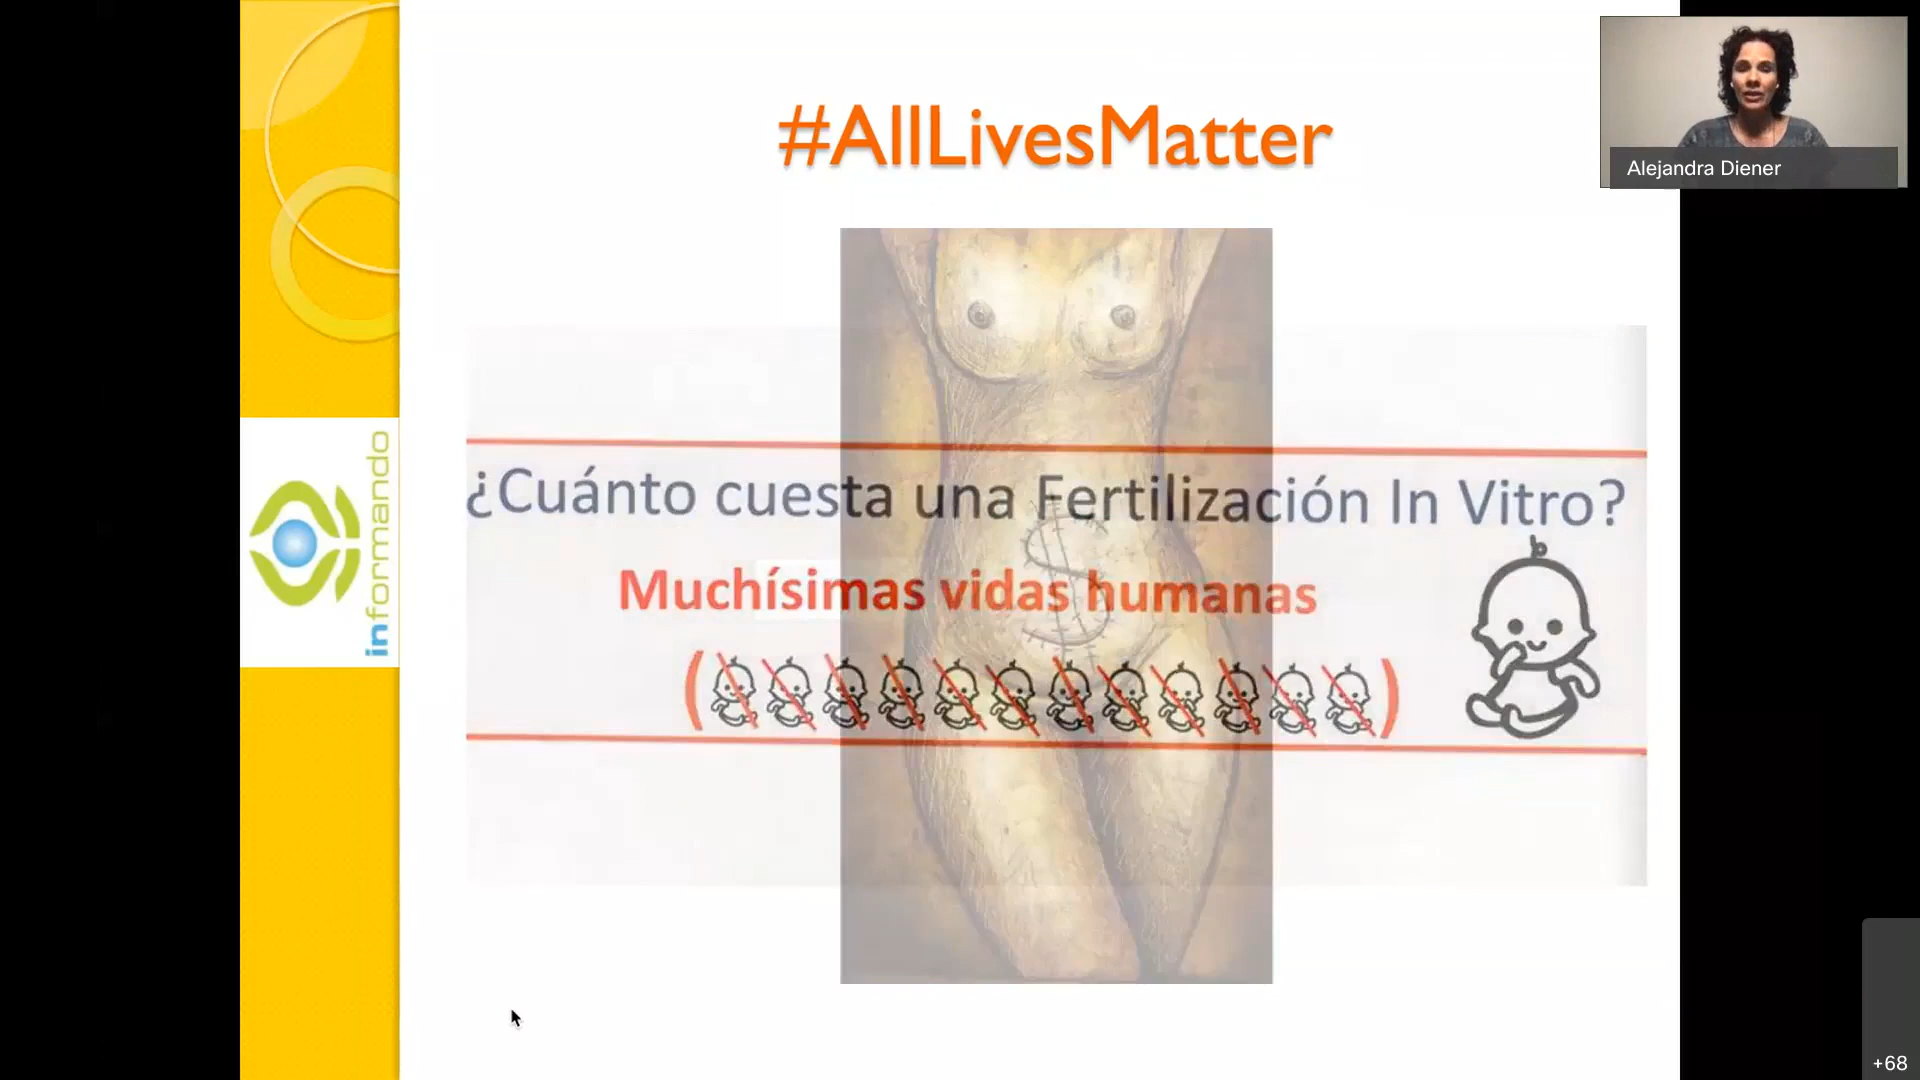 #AllLivesMatter
Alejandra Diener
¿Cuánto cuesta una Fertilización In Vitro?
Muchísimas vidas humanas
informando
+68